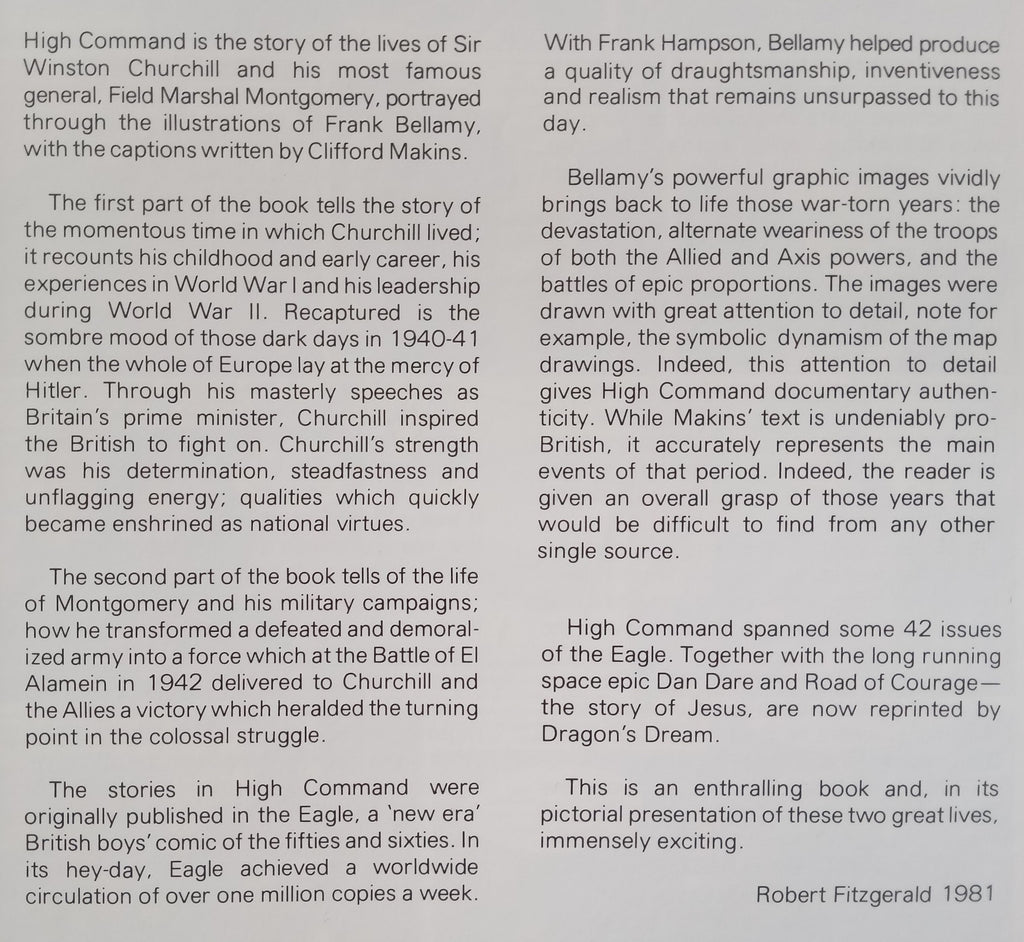 High Command is the story of the lives of Sir
Winston Churchill and his most famous
general, Field Marshal Montgomery, portrayed
through the illustrations of Frank Bellamy,
with the captions written by Clifford Makins.
The first part of the book tells the story of
the momentous time in which Churchill lived;
it recounts his childhood and early career, his
experiences in World War I and his leadership
during World War II. Recaptured is the
sombre mood of those dark days in 1940-41
when the whole of Europe lay at the mercy of
Hitler. Through his masterly speeches as
Britain's prime minister, Churchill inspired
the British to fight on. Churchill's strength
was his determination, steadfastness and
unflagging energy; qualities which quickly
became enshrined as national virtues.
The second part of the book tells of the life
of Montgomery and his military campaigns;
how he transformed a defeated and demoral-
ized army into a force which at the Battle of El
Alamein in 1942 delivered to Churchill and
the Allies a victory which heralded the turning
point in the colossal struggle.
The stories in High Command were
originally published in the Eagle, a 'new era'
British boys' comic of the fifties and sixties. In
its hey-day, Eagle achieved a worldwide
circulation of over one million copies a week.
With Frank Hampson, Bellamy helped produce
a quality of draughtsmanship, inventiveness
and realism that remains unsurpassed to this
day.
Bellamy's powerful graphic images vividly
brings back to life those war-torn years: the
devastation, alternate weariness of the troops
of both the Allied and Axis powers, and the
battles of epic proportions. The images were
drawn with great attention to detail, note for
example, the symbolic dynamism of the map
drawings. Indeed, this attention to detail
gives High Command documentary authen-
ticity. While Makins' text is undeniably pro-
British, it accurately represents the main
events of that period. Indeed, the reader is
given an overall grasp of those years that
would be difficult to find from any other
single source.
High Command spanned some 42 issues
of the Eagle. Together with the long running
space epic Dan Dare and Road of Courage—
the story of Jesus, are now reprinted by
Dragon's Dream.
This is an enthralling book and, in its
pictorial presentation of these two great lives,
immensely exciting.
Robert Fitzgerald 1981